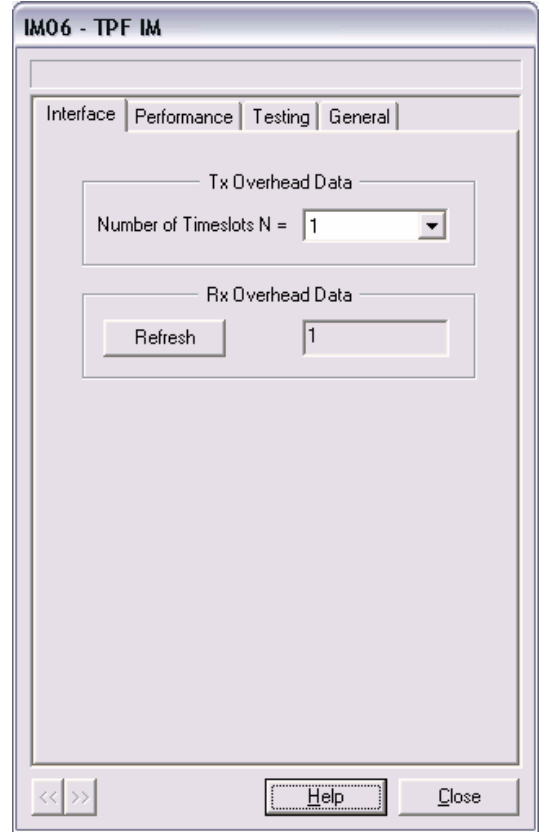 IM06 - TPF IM
Interface Performance Testing General
Tx Overhead Data
Number of Timeslots N = 1
Rx Overhead Data
Refresh 1
<< >> Help Close